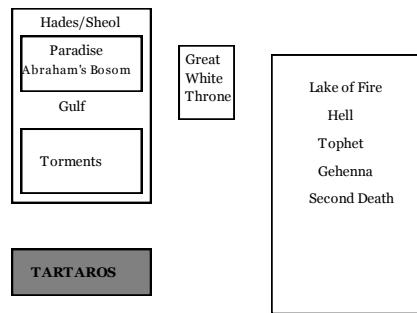 Hades/Sheol
Paradise
Abraham's Bosom
Gulf
Torments
TARTAROS
Great
White
Throne
Lake of Fire
Hell
Tophet
Gehenna
Second Death